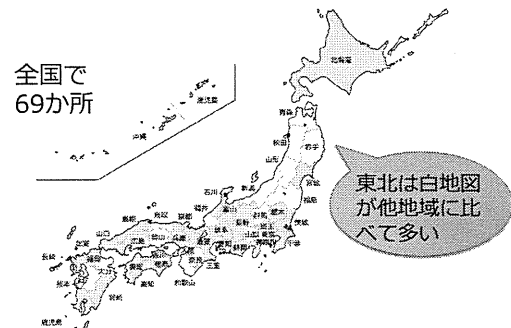 全国で
69か所
北海道
鹿児島
沖縄
青森
秋田
岩手
山形
宮城
福島
新潟
石川
富山
福井
群馬
栃木
茨城
長野
埼玉
東京
山梨
千葉
岐阜
静岡
愛知
三重
滋賀
京都
兵庫
奈良
和歌山
鳥取
島根
岡山
広島
山口
香川
徳島
愛媛
高知
福岡
佐賀
長崎
大分
熊本
宮崎
鹿児島
東北は白地図
が他地域に比
べて多い